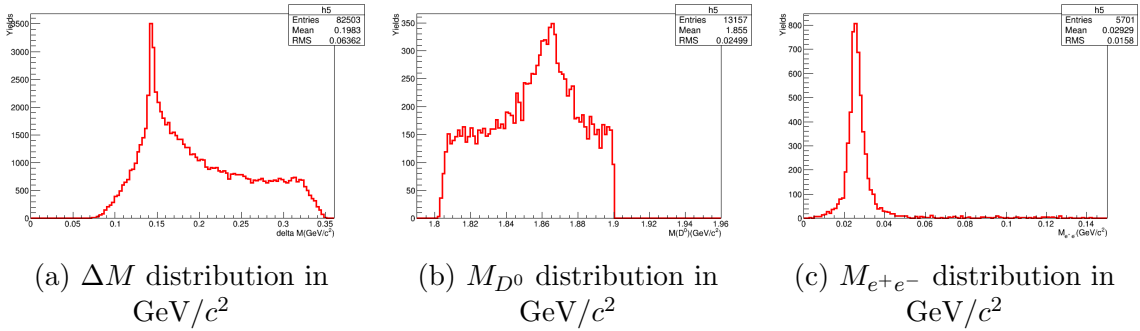 h5
Entries 82503
Mean 0.1983
RMS 0.06362
Yields
3500
3000
2500
2000
1500
1000
500
0
0 0.05 0.1 0.15 0.2 0.25 0.3 0.35
delta M(GeV/c²)
(a) ΔM distribution in
GeV/c²
h5
Entries 13157
Mean 1.855
RMS 0.02499
Yields
350
300
250
200
150
100
50
0
1.8 1.82 1.84 1.86 1.88 1.9 1.92 1.94 1.96
M(D⁰)(GeV/c²)
(b) M_{D⁰} distribution in
GeV/c²
h5
Entries 5701
Mean 0.02929
RMS 0.0158
Yields
800
700
600
500
400
300
200
100
0
0 0.02 0.04 0.06 0.08 0.1 0.12 0.14
M_{e⁺e⁻}(GeV/c²)
(c) M_{e⁺e⁻} distribution in
GeV/c²